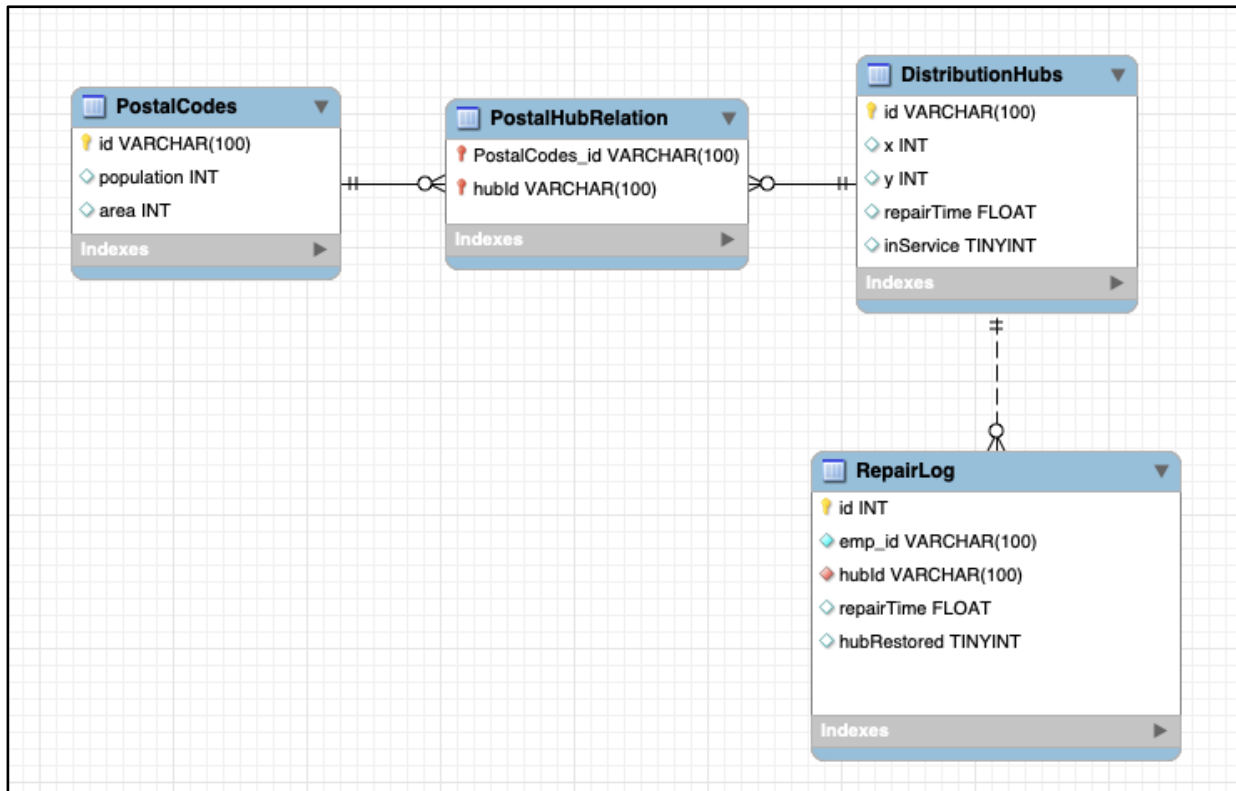 PostalCodes
id VARCHAR(100)
population INT
area INT
Indexes
PostalHubRelation
PostalCodes_id VARCHAR(100)
hubId VARCHAR(100)
Indexes
DistributionHubs
id VARCHAR(100)
x INT
y INT
repairTime FLOAT
inService TINYINT
Indexes
RepairLog
id INT
emp_id VARCHAR(100)
hubId VARCHAR(100)
repairTime FLOAT
hubRestored TINYINT
Indexes